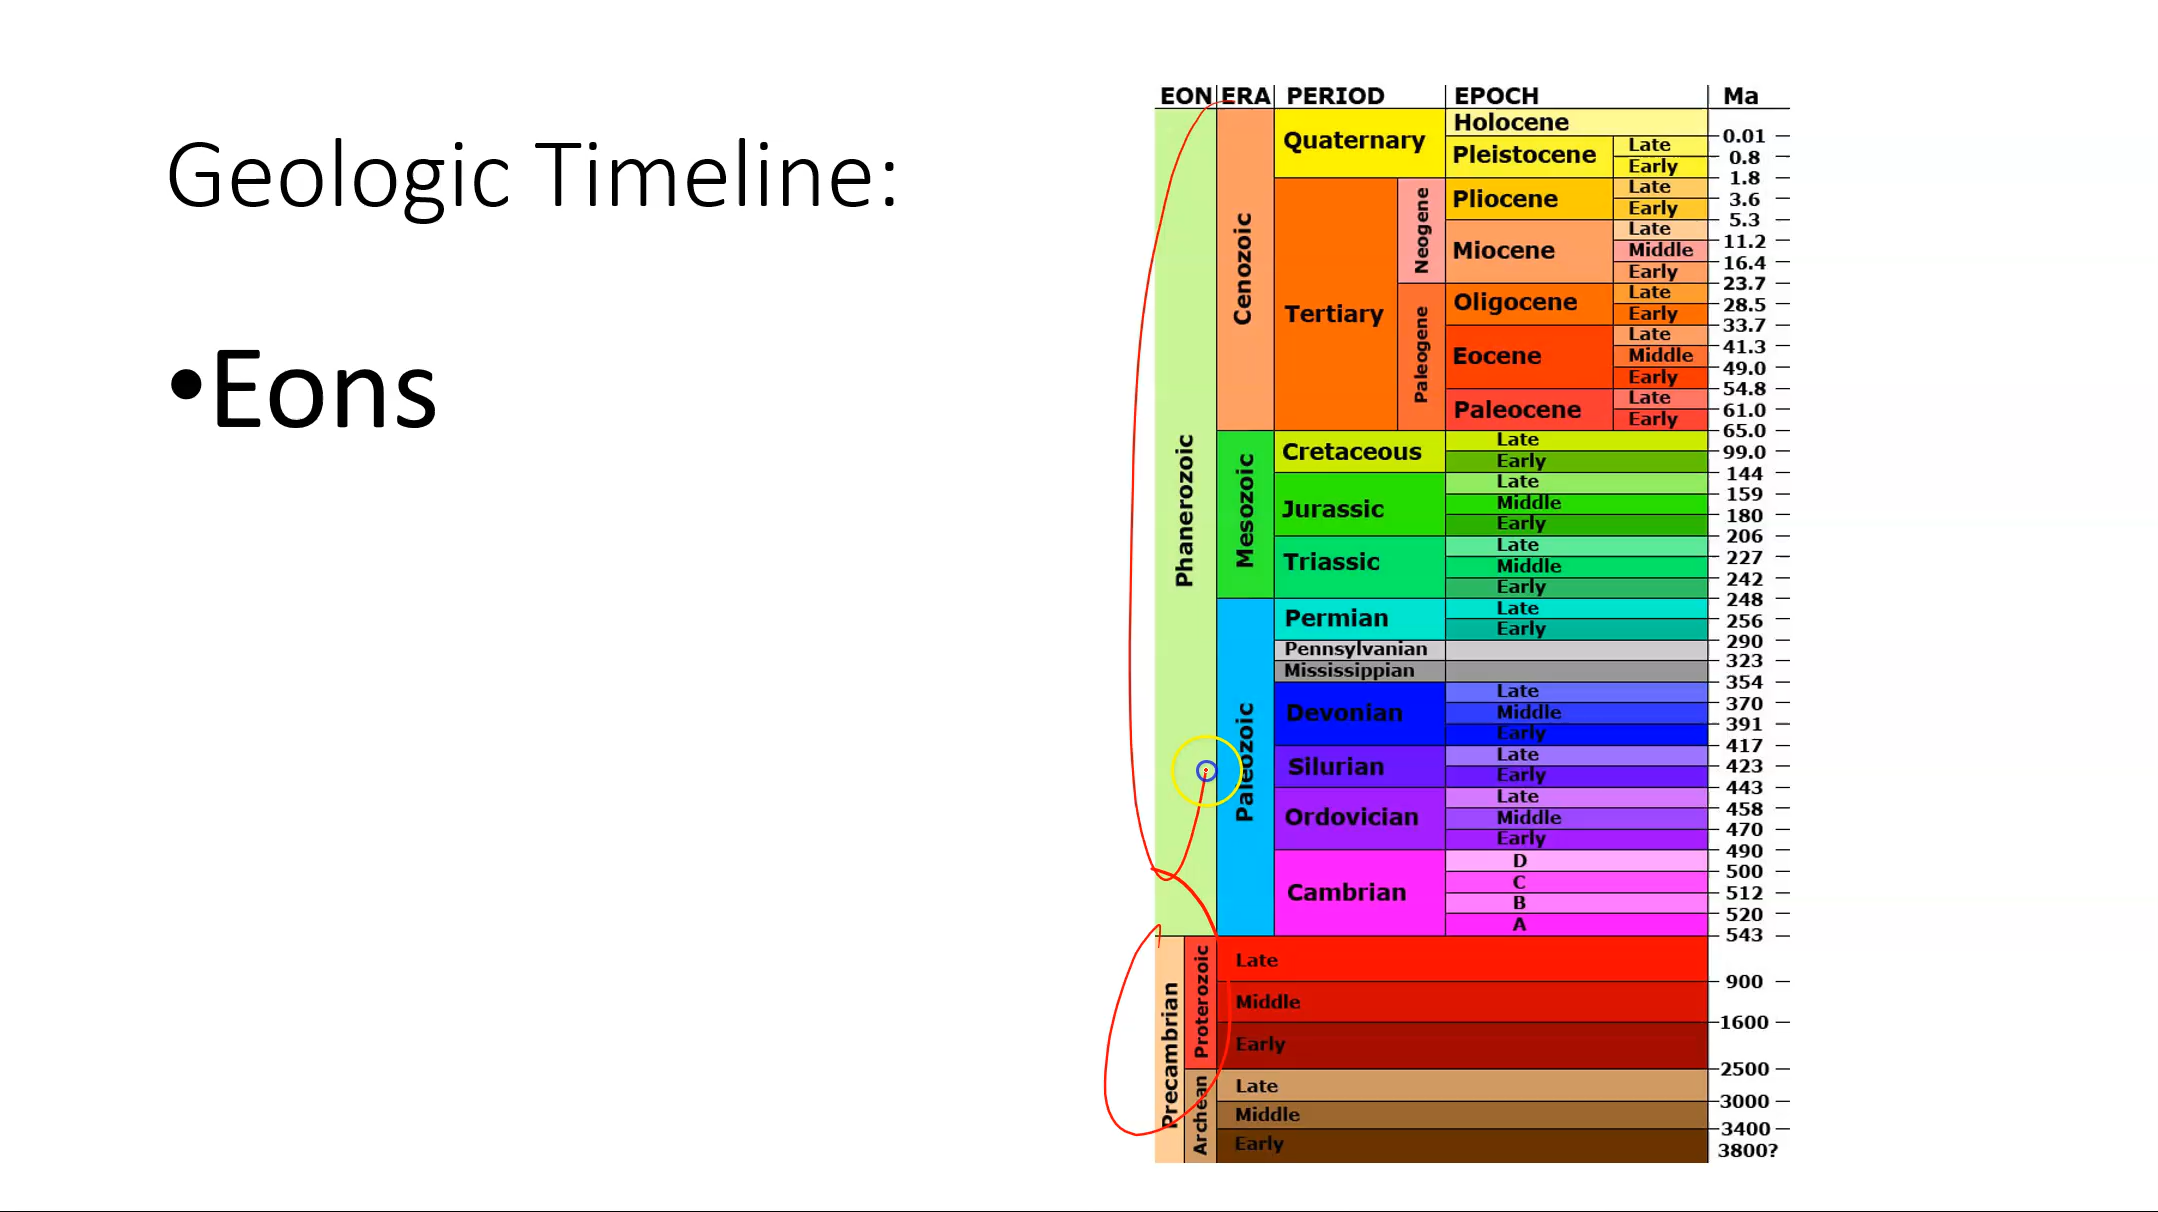 Geologic Timeline:
•Eons
EON ERA PERIOD EPOCH Ma
Phanerozoic
Precambrian
Proterozoic
Archean
Cenozoic
Mesozoic
Paleozoic
Quaternary
Tertiary
Neogene
Paleogene
Cretaceous
Jurassic
Triassic
Permian
Pennsylvanian
Mississippian
Devonian
Silurian
Ordovician
Cambrian
Holocene
Pleistocene
Late
Early
Pliocene
Late
Early
Miocene
Late
Middle
Early
Oligocene
Late
Early
Eocene
Late
Middle
Early
Paleocene
Late
Early
Late
Early
Late
Middle
Early
Late
Middle
Early
Late
Early
Late
Middle
Early
Late
Early
Late
Middle
Early
D
C
B
A
Late
Middle
Early
Late
Middle
Early
0.01
0.8
1.8
3.6
5.3
11.2
16.4
23.7
28.5
33.7
41.3
49.0
54.8
61.0
65.0
99.0
144
159
180
206
227
242
248
256
290
323
354
370
391
417
423
443
458
470
490
500
512
520
543
900
1600
2500
3000
3400
3800?